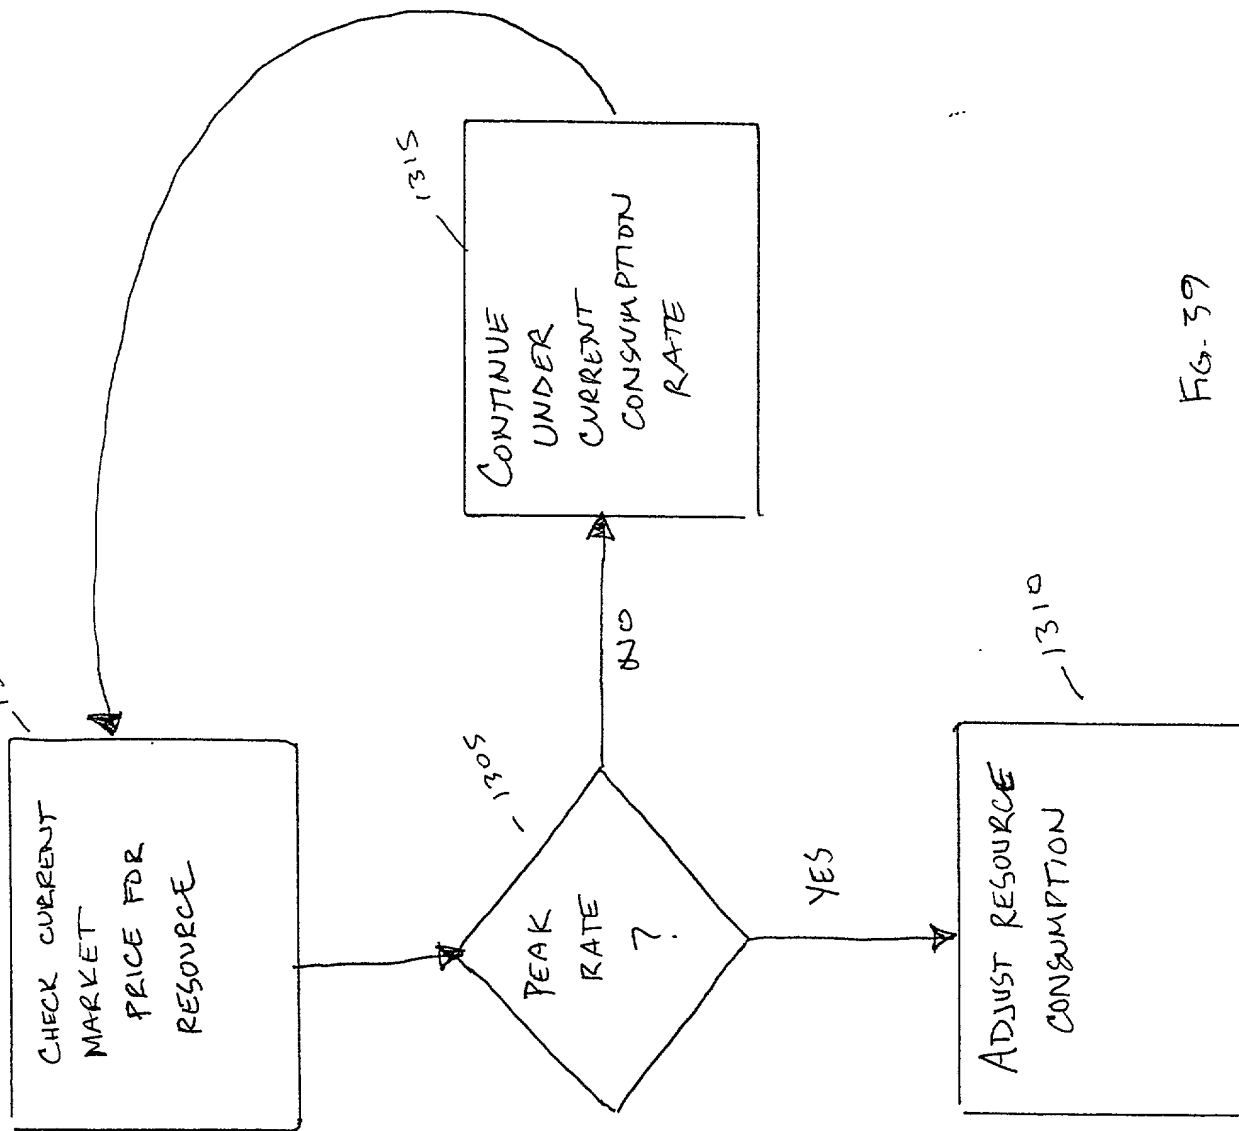 CHECK CURRENT
MARKET
PRICE FOR
RESOURCE
1305
PEAK
RATE
?
NO
YES
1315
CONTINUE
UNDER
CURRENT
CONSUMPTION
RATE
1310
ADJUST RESOURCE
CONSUMPTION
FIG. 39